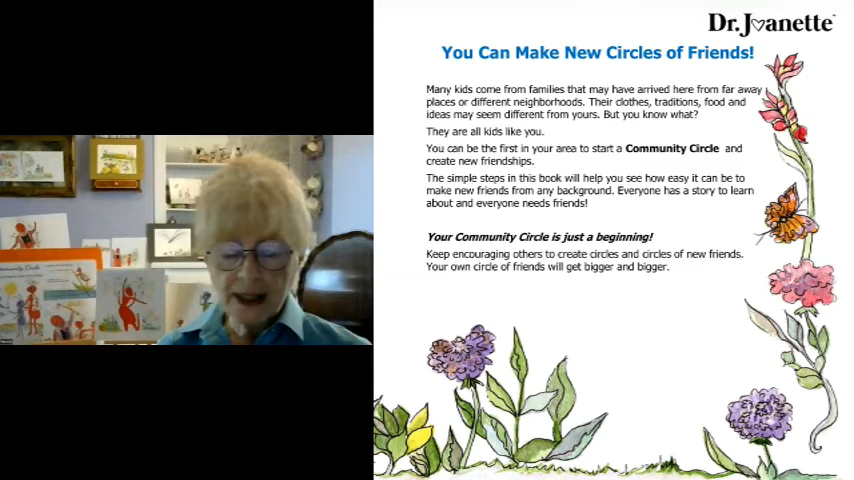 Dr. Joanette
You Can Make New Circles of Friends!
Many kids come from families that may have arrived here from far away
places or different neighborhoods. Their clothes, traditions, food and
ideas may seem different from yours. But you know what?
They are all kids like you.
You can be the first in your area to start a Community Circle and
create new friendships.
The simple steps in this book will help you see how easy it can be to
make new friends from any background. Everyone has a story to learn
about and everyone needs friends!
Your Community Circle is just a beginning!
Keep encouraging others to create circles and circles of new friends.
Your own circle of friends will get bigger and bigger.